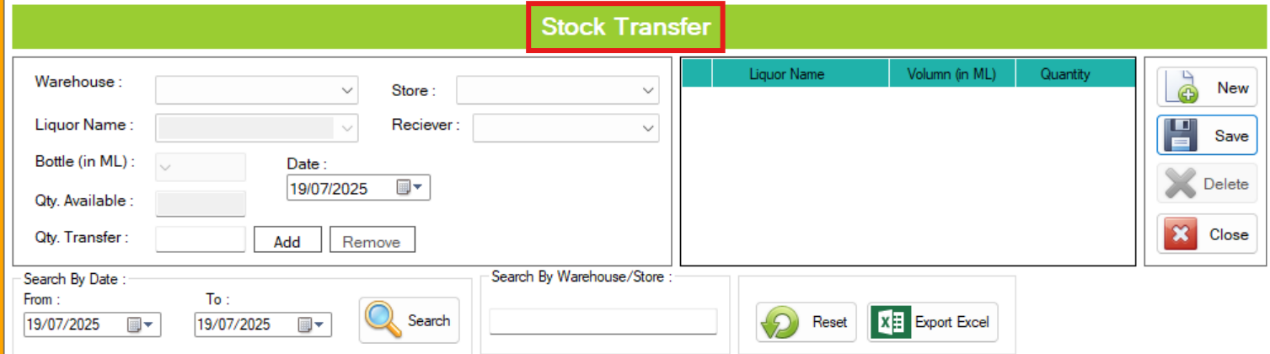 Stock Transfer
Warehouse :
Store :
Liquor Name :
Reciever :
Bottle (in ML) :
Date :
19/07/2025
Qty. Available :
Qty. Transfer :
Add
Remove
Liquor Name Volumn (in ML) Quantity
New
Save
Delete
Close
Search By Date :
From :
To :
19/07/2025
19/07/2025
Search
Search By Warehouse/Store :
Reset
Export Excel